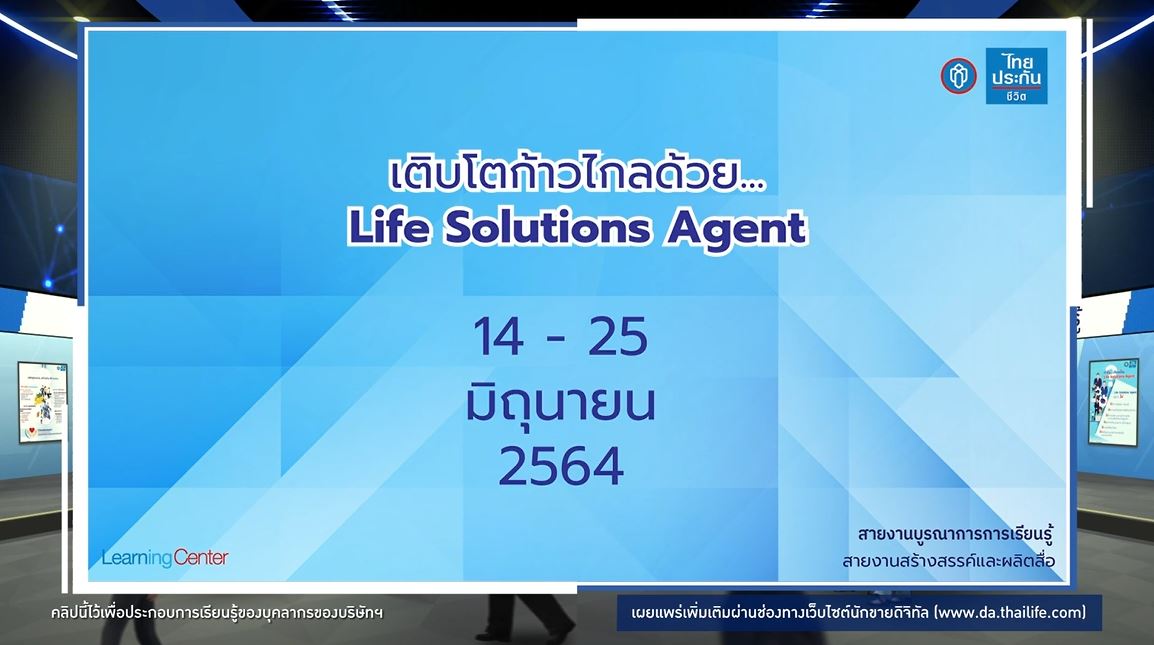 ไทย
ประกัน
ชีวิต
เติบโตก้าวไกลด้วย...
Life Solutions Agent
14 - 25
มิถุนายน
2564
LearningCenter
สายงานบูรณาการการเรียนรู้
สายงานสร้างสรรค์และผลิตสื่อ
คลิปนี้ไว้เพื่อประกอบการเรียนรู้ของบุคลากรของบริษัทฯ
เผยแพร่เพิ่มเติมผ่านช่องทางเว็บไซต์นักขายดิจิทัล (www.da.thailife.com)